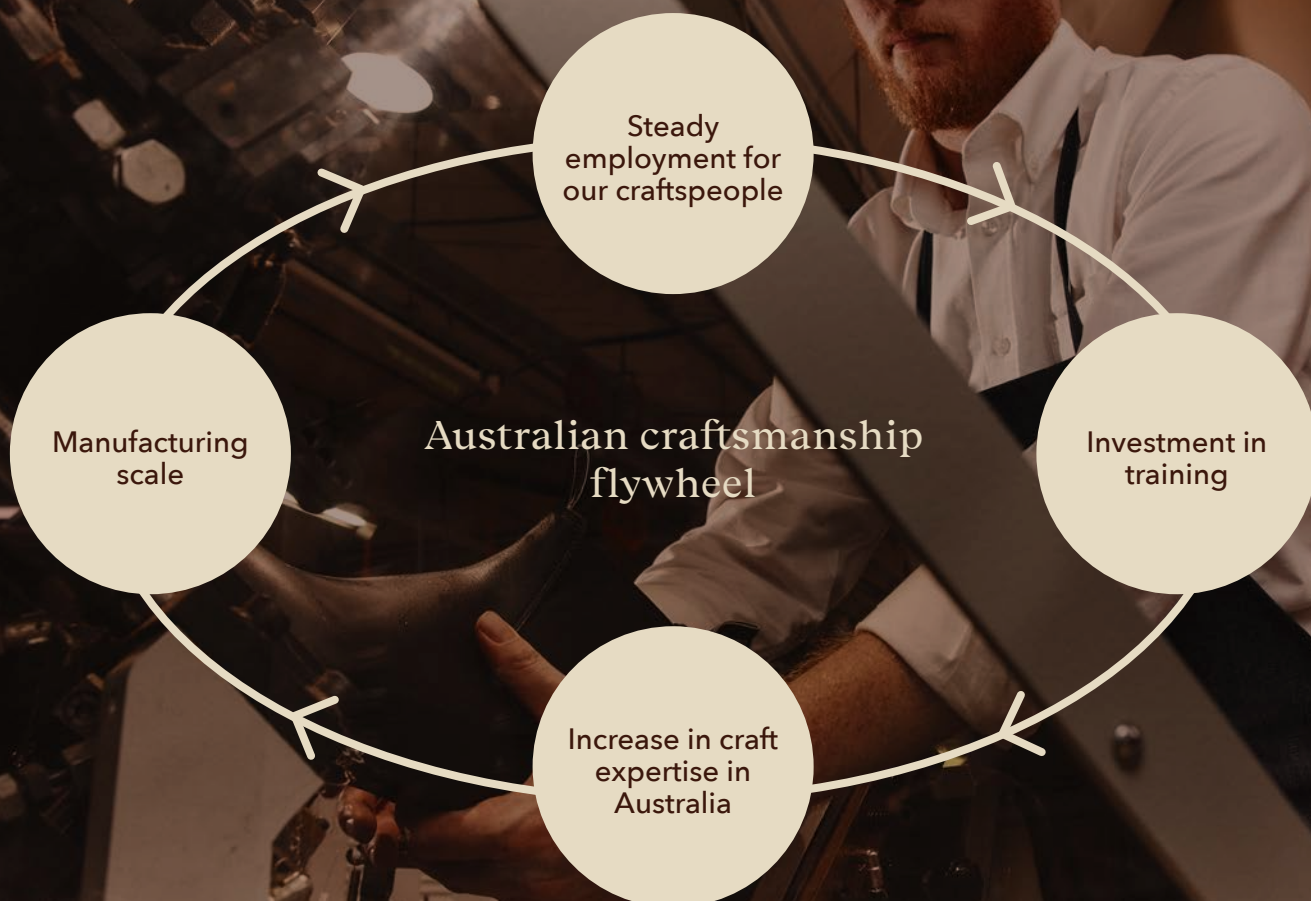 Steady
employment for
our craftspeople
Manufacturing
scale
Australian craftsmanship
flywheel
Investment in
training
Increase in craft
expertise in
Australia